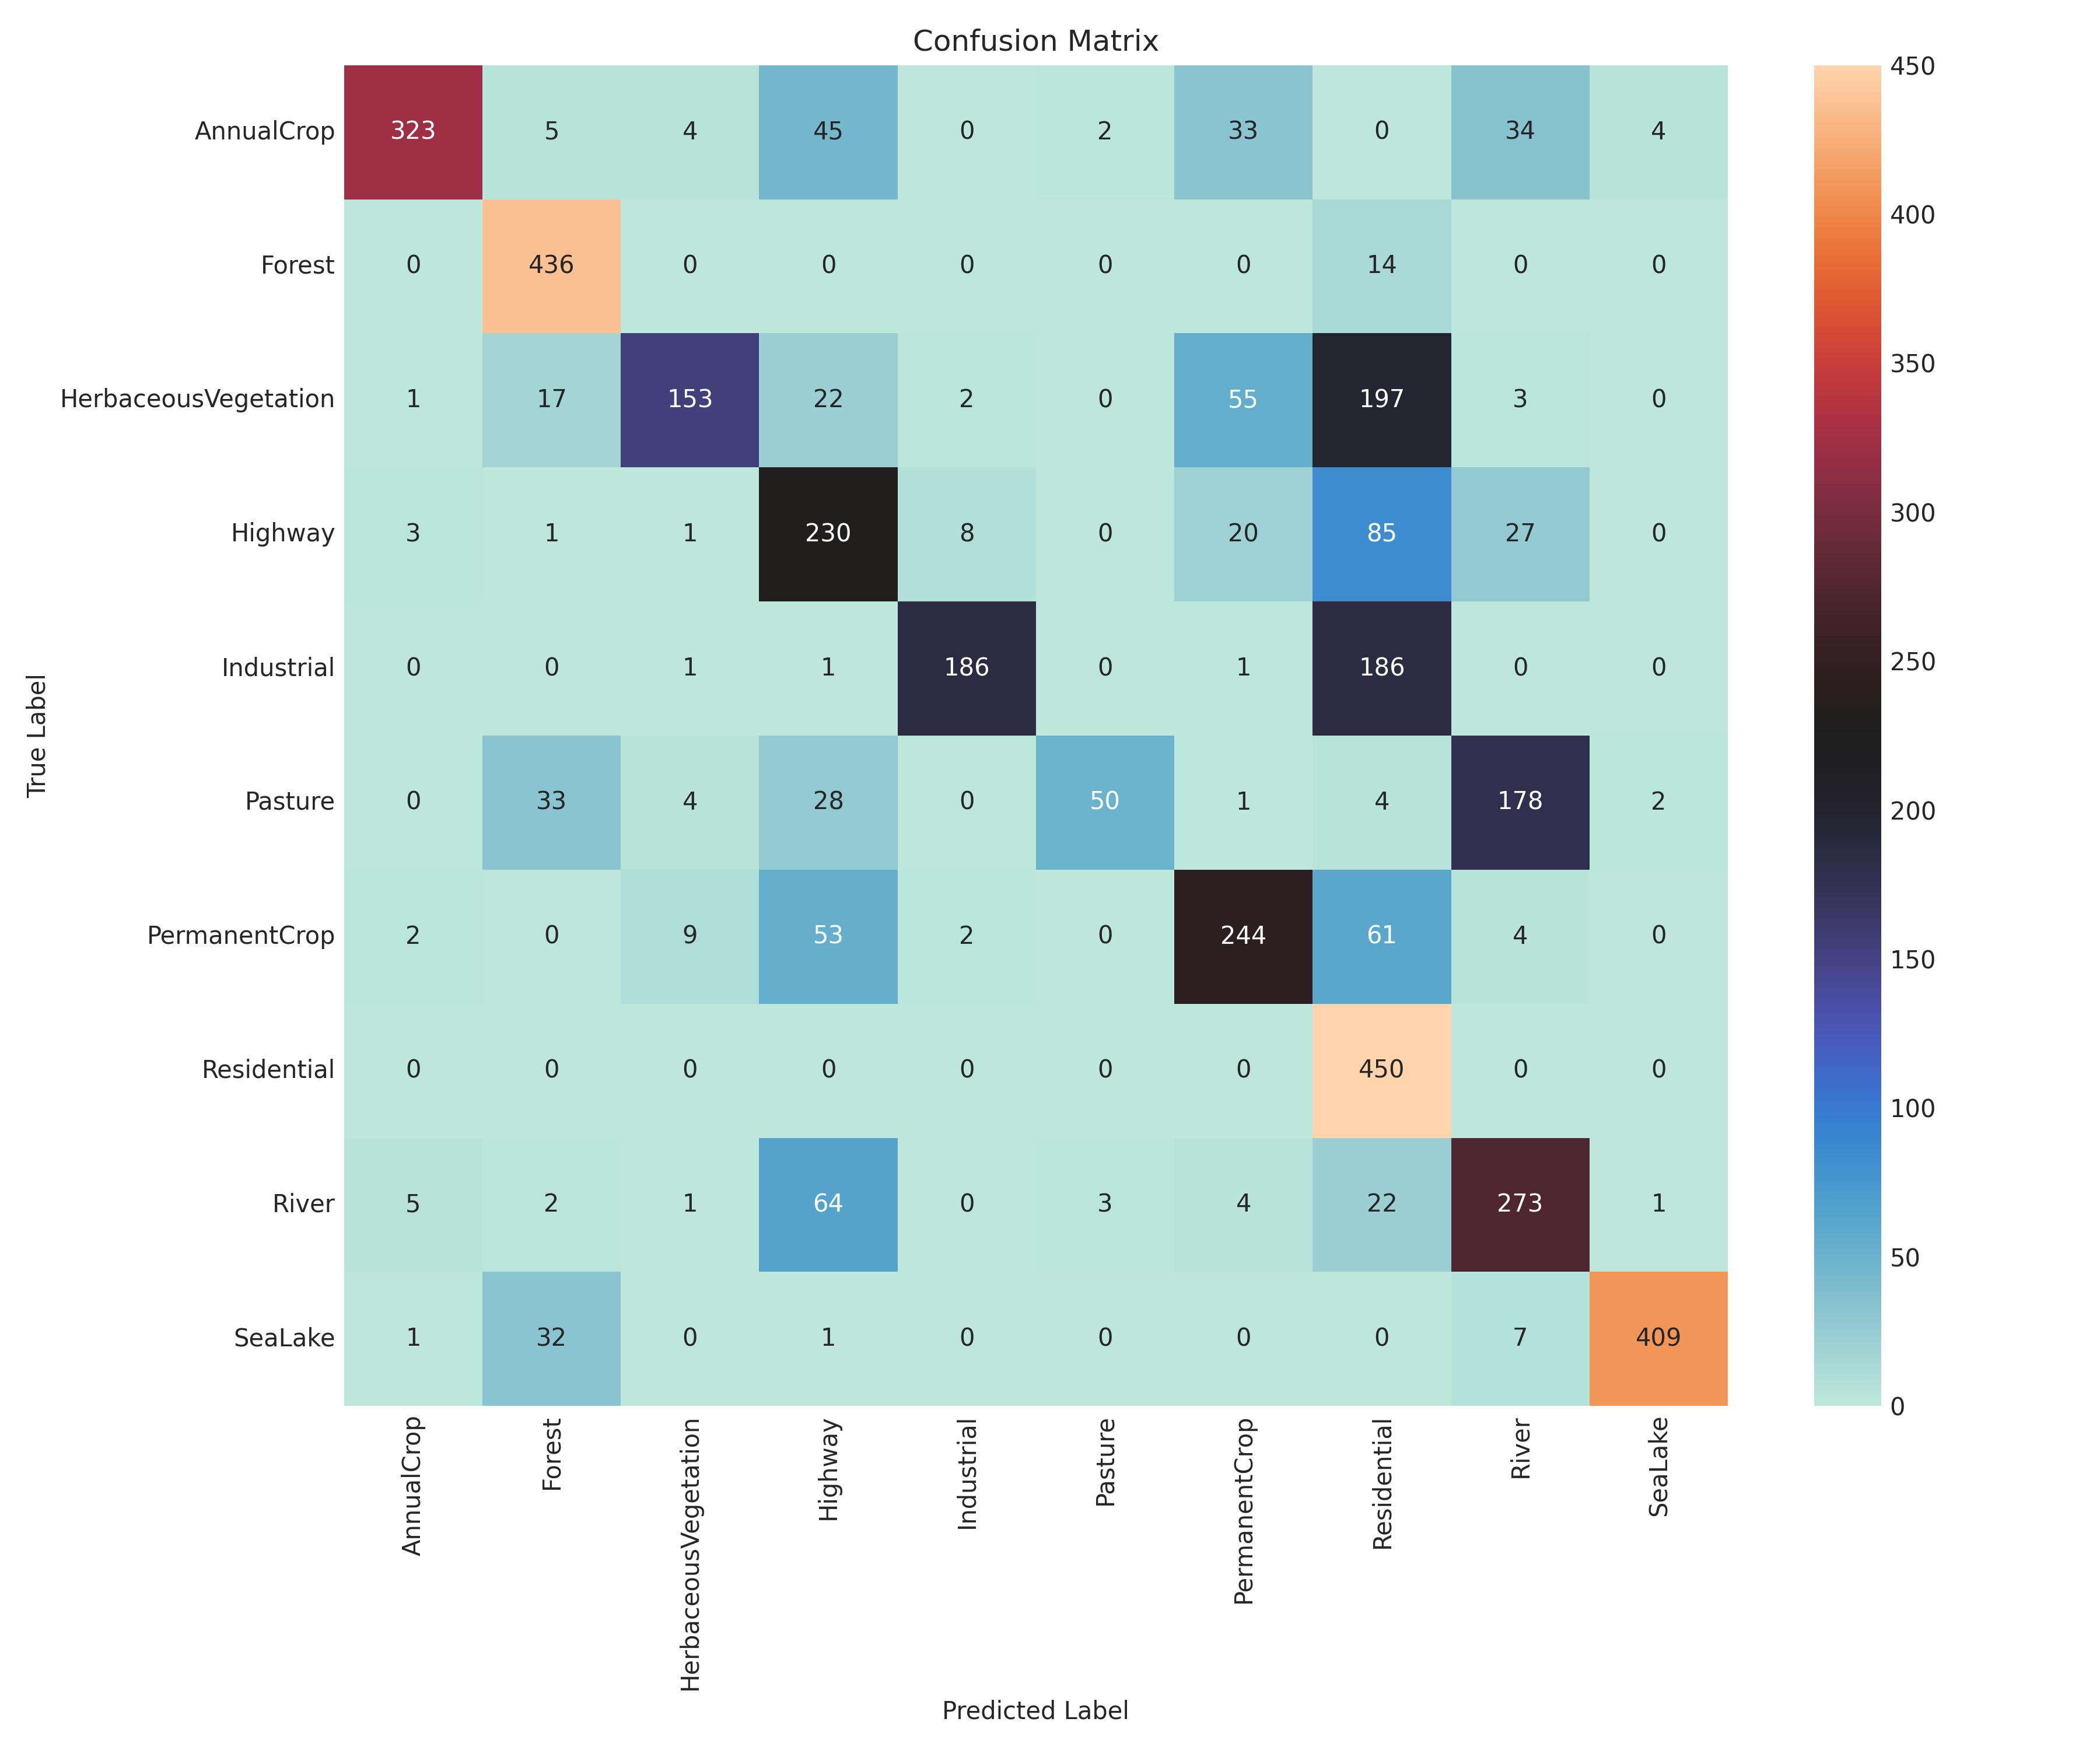 Confusion Matrix
AnnualCrop 323 5 4 45 0 2 33 0 34 4
Forest 0 436 0 0 0 0 0 14 0 0
HerbaceousVegetation 1 17 153 22 2 0 55 197 3 0
Highway 3 1 1 230 8 0 20 85 27 0
Industrial 0 0 1 1 186 0 1 186 0 0
Pasture 0 33 4 28 0 50 1 4 178 2
PermanentCrop 2 0 9 53 2 0 244 61 4 0
Residential 0 0 0 0 0 0 0 450 0 0
River 5 2 1 64 0 3 4 22 273 1
SeaLake 1 32 0 1 0 0 0 0 7 409
True Label
AnnualCrop
Forest
HerbaceousVegetation
Highway
Industrial
Pasture
PermanentCrop
Residential
River
SeaLake
Predicted Label
450
400
350
300
250
200
150
100
50
0